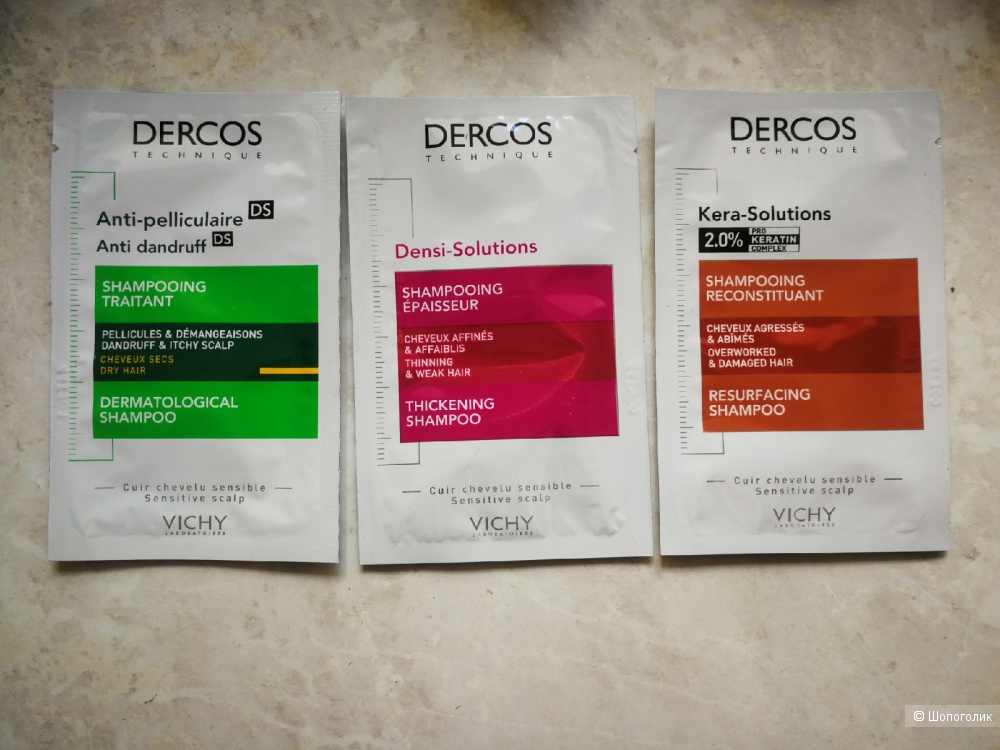 DERCOS
TECHNIQUE
Anti-pelliculaire DS
Anti dandruff DS
SHAMPOOING
TRAITANT
PELLICULES & DÉMANGEAISONS
DANDRUFF & ITCHY SCALP
CHEVEUX SECS
DRY HAIR
DERMATOLOGICAL
SHAMPOO
Cuir chevelu sensible
Sensitive scalp
VICHY
LABORATOIRES
DERCOS
TECHNIQUE
Densi-Solutions
SHAMPOOING
ÉPAISSEUR
CHEVEUX AFFINÉS
& AFFAIBLIS
THINNING
& WEAK HAIR
THICKENING
SHAMPOO
Cuir chevelu sensible
Sensitive scalp
VICHY
LABORATOIRES
DERCOS
TECHNIQUE
Kera-Solutions
2.0% PRO
KERATIN
COMPLEX
SHAMPOOING
RECONSTITUANT
CHEVEUX AGRESSÉS
& ABÎMÉS
OVERWORKED
& DAMAGED HAIR
RESURFACING
SHAMPOO
Cuir chevelu sensible
Sensitive scalp
VICHY
LABORATOIRES
© Шопоголик